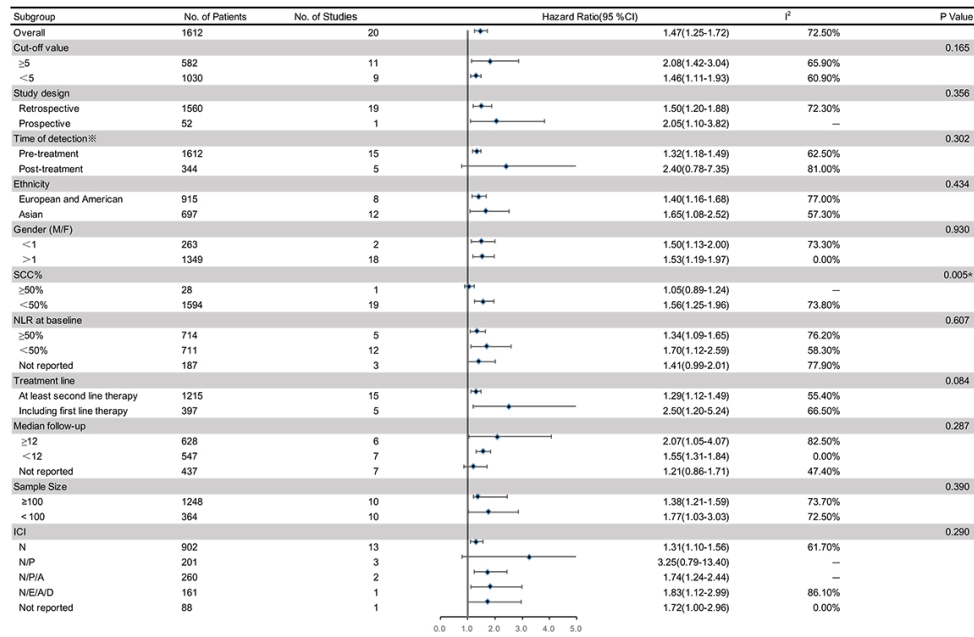 Subgroup No. of Patients No. of Studies Hazard Ratio(95 %CI) I² P Value
Overall 1612 20 1.47(1.25-1.72) 72.50%
Cut-off value 0.165
≥5 582 11 2.08(1.42-3.04) 65.90%
＜5 1030 9 1.46(1.11-1.93) 60.90%
Study design 0.356
Retrospective 1560 19 1.50(1.20-1.88) 72.30%
Prospective 52 1 2.05(1.10-3.82) —
Time of detection※ 0.302
Pre-treatment 1612 15 1.32(1.18-1.49) 62.50%
Post-treatment 344 5 2.40(0.78-7.35) 81.00%
Ethnicity 0.434
European and American 915 8 1.40(1.16-1.68) 77.00%
Asian 697 12 1.65(1.08-2.52) 57.30%
Gender (M/F) 0.930
＜1 263 2 1.50(1.13-2.00) 73.30%
＞1 1349 18 1.53(1.19-1.97) 0.00%
SCC% 0.005*
≥50% 28 1 1.05(0.89-1.24) —
＜50% 1594 19 1.56(1.25-1.96) 73.80%
NLR at baseline 0.607
≥50% 714 5 1.34(1.09-1.65) 76.20%
＜50% 711 12 1.70(1.12-2.59) 58.30%
Not reported 187 3 1.41(0.99-2.01) 77.90%
Treatment line 0.084
At least second line therapy 1215 15 1.29(1.12-1.49) 55.40%
Including first line therapy 397 5 2.50(1.20-5.24) 66.50%
Median follow-up 0.287
≥12 628 6 2.07(1.05-4.07) 82.50%
＜12 547 7 1.55(1.31-1.84) 0.00%
Not reported 437 7 1.21(0.86-1.71) 47.40%
Sample Size 0.390
≥100 1248 10 1.38(1.21-1.59) 73.70%
< 100 364 10 1.77(1.03-3.03) 72.50%
ICI 0.290
N 902 13 1.31(1.10-1.56) 61.70%
N/P 201 3 3.25(0.79-13.40) —
N/P/A 260 2 1.74(1.24-2.44) —
N/E/A/D 161 1 1.83(1.12-2.99) 86.10%
Not reported 88 1 1.72(1.00-2.96) 0.00%
0.0 1.0 2.0 3.0 4.0 5.0